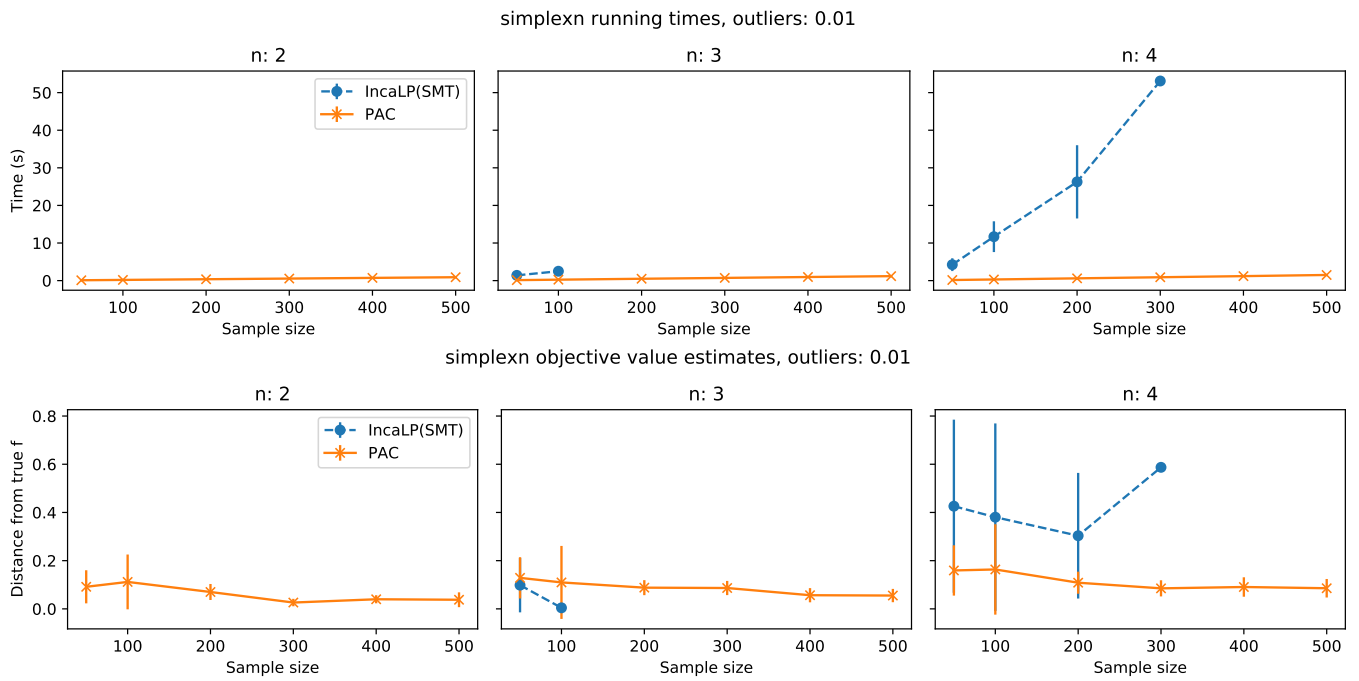 simplexn running times, outliers: 0.01
n: 2
n: 3
n: 4
IncaLP(SMT)
PAC
Time (s)
50
40
30
20
10
0
100 200 300 400 500
100 200 300 400 500
100 200 300 400 500
Sample size
Sample size
Sample size
simplexn objective value estimates, outliers: 0.01
n: 2
n: 3
n: 4
IncaLP(SMT)
PAC
Distance from true f
0.8
0.6
0.4
0.2
0.0
100 200 300 400 500
100 200 300 400 500
100 200 300 400 500
Sample size
Sample size
Sample size